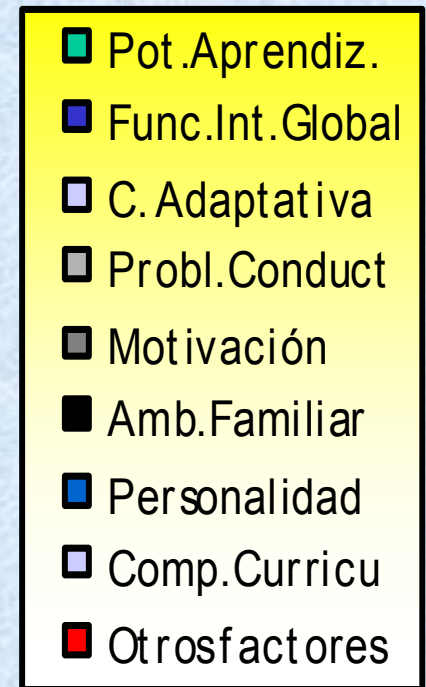 Pot.Aprendiz.
Func.Int.Global
C.Adaptativa
Probl.Conduct
Motivación
Amb.Familiar
Personalidad
Comp.Curricu
Otrosfactores